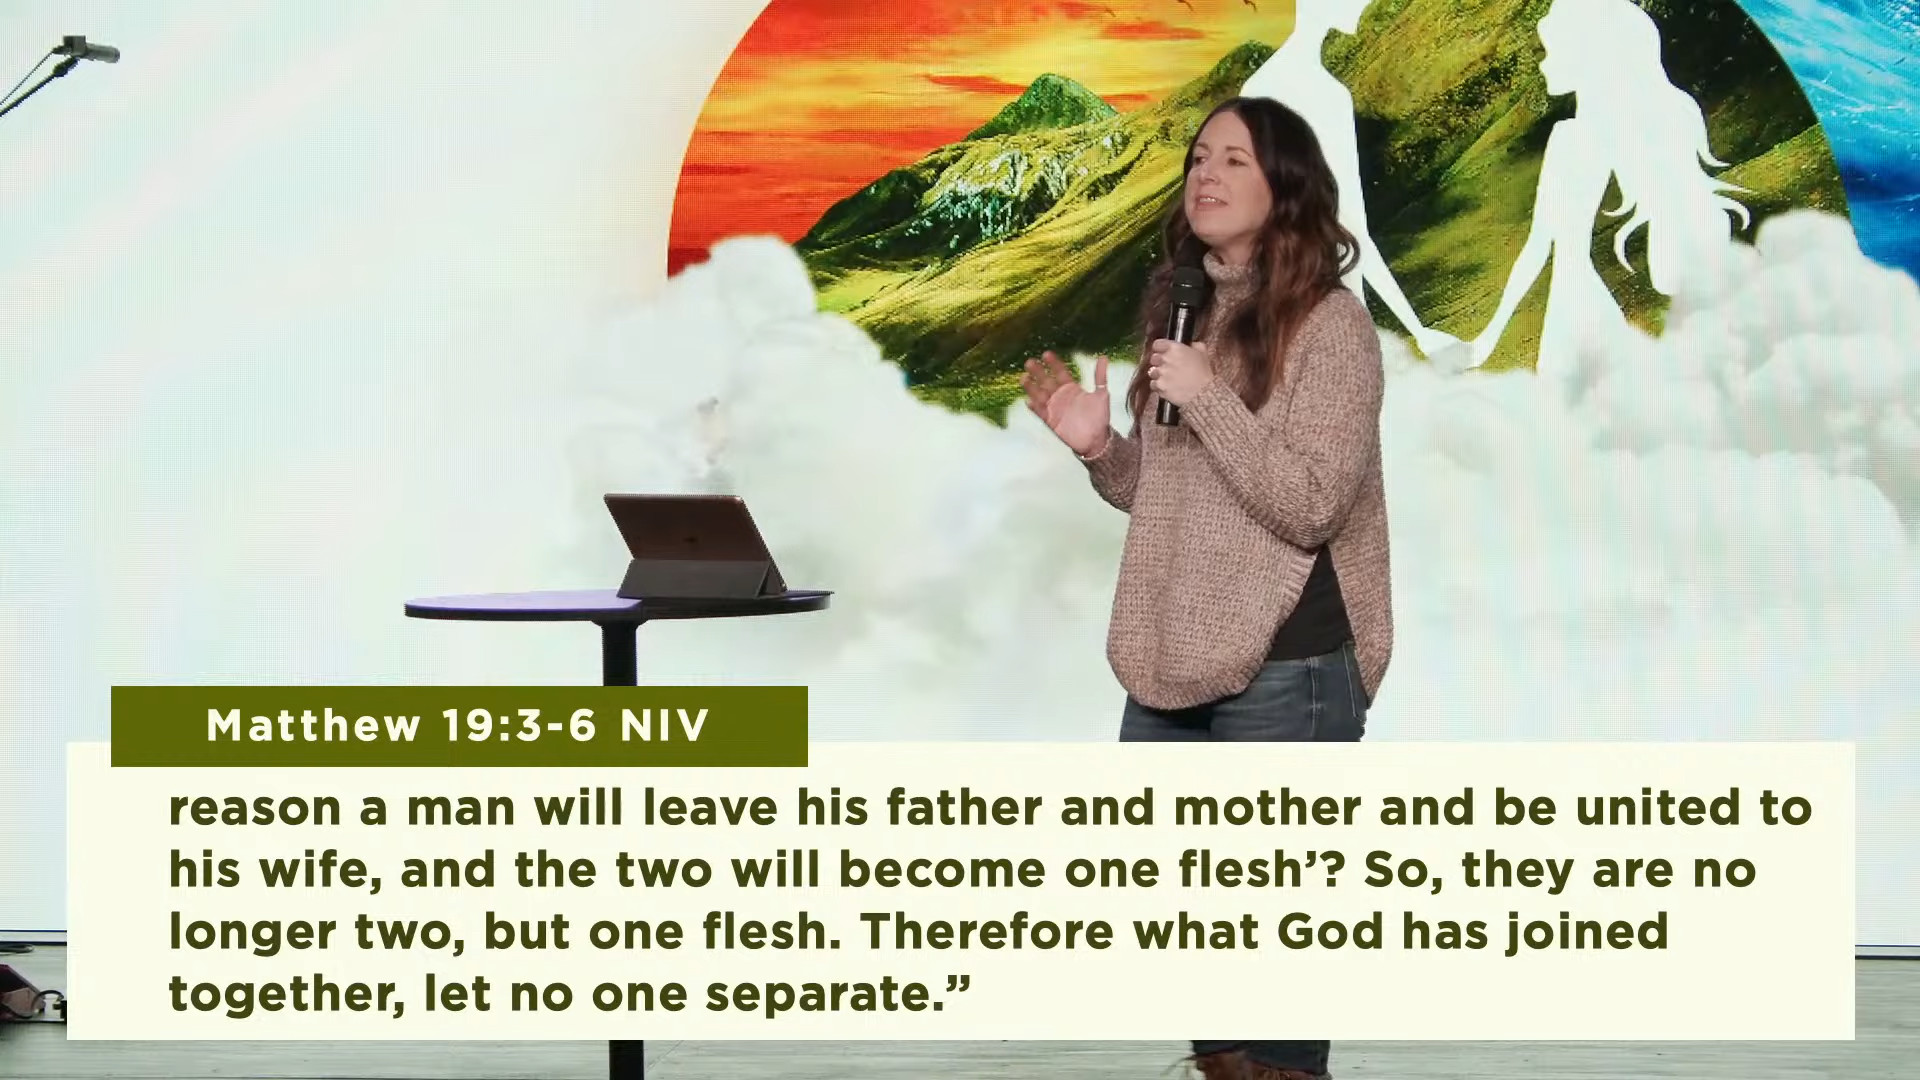 Matthew 19:3-6 NIV
reason a man will leave his father and mother and be united to
his wife, and the two will become one flesh’? So, they are no
longer two, but one flesh. Therefore what God has joined
together, let no one separate.”